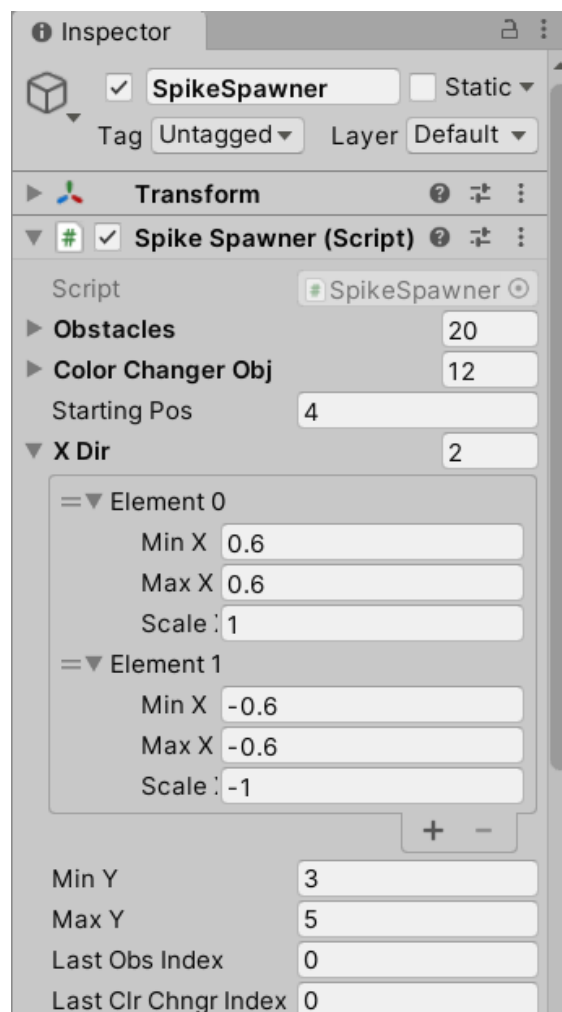 Inspector
SpikeSpawner Static
Tag Untagged Layer Default
Transform
# Spike Spawner (Script)
Script # SpikeSpawner
Obstacles 20
Color Changer Obj 12
Starting Pos 4
X Dir 2
Element 0
Min X 0.6
Max X 0.6
Scale 1
Element 1
Min X -0.6
Max X -0.6
Scale -1
Min Y 3
Max Y 5
Last Obs Index 0
Last Clr Chngr Index 0